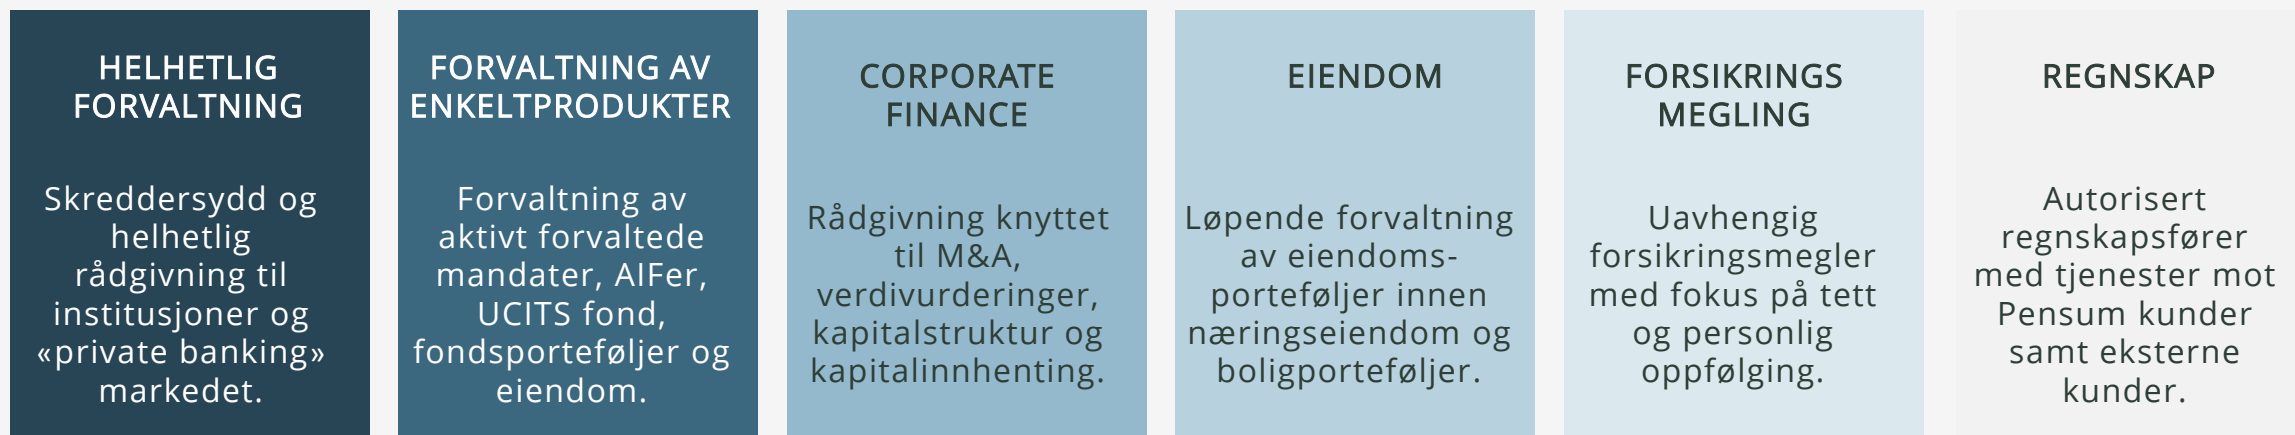 HELHETLIG
FORVALTNING
Skreddersydd og
helhetlig
rådgivning til
institusjoner og
«private banking»
markedet.
FORVALTNING AV
ENKELTPRODUKTER
Forvaltning av
aktivt forvaltede
mandater, AIFer,
UCITS fond,
fondsporteføljer og
eiendom.
CORPORATE
FINANCE
Rådgivning knyttet
til M&A,
verdivurderinger,
kapitalstruktur og
kapitalinnhenting.
EIENDOM
Løpende forvaltning
av eiendoms-
porteføljer innen
næringseiendom og
boligporteføljer.
FORSIKRINGS
MEGLING
Uavhengig
forsikringsmegler
med fokus på tett
og personlig
oppfølging.
REGNSKAP
Autorisert
regnskapsfører
med tjenester mot
Pensum kunder
samt eksterne
kunder.